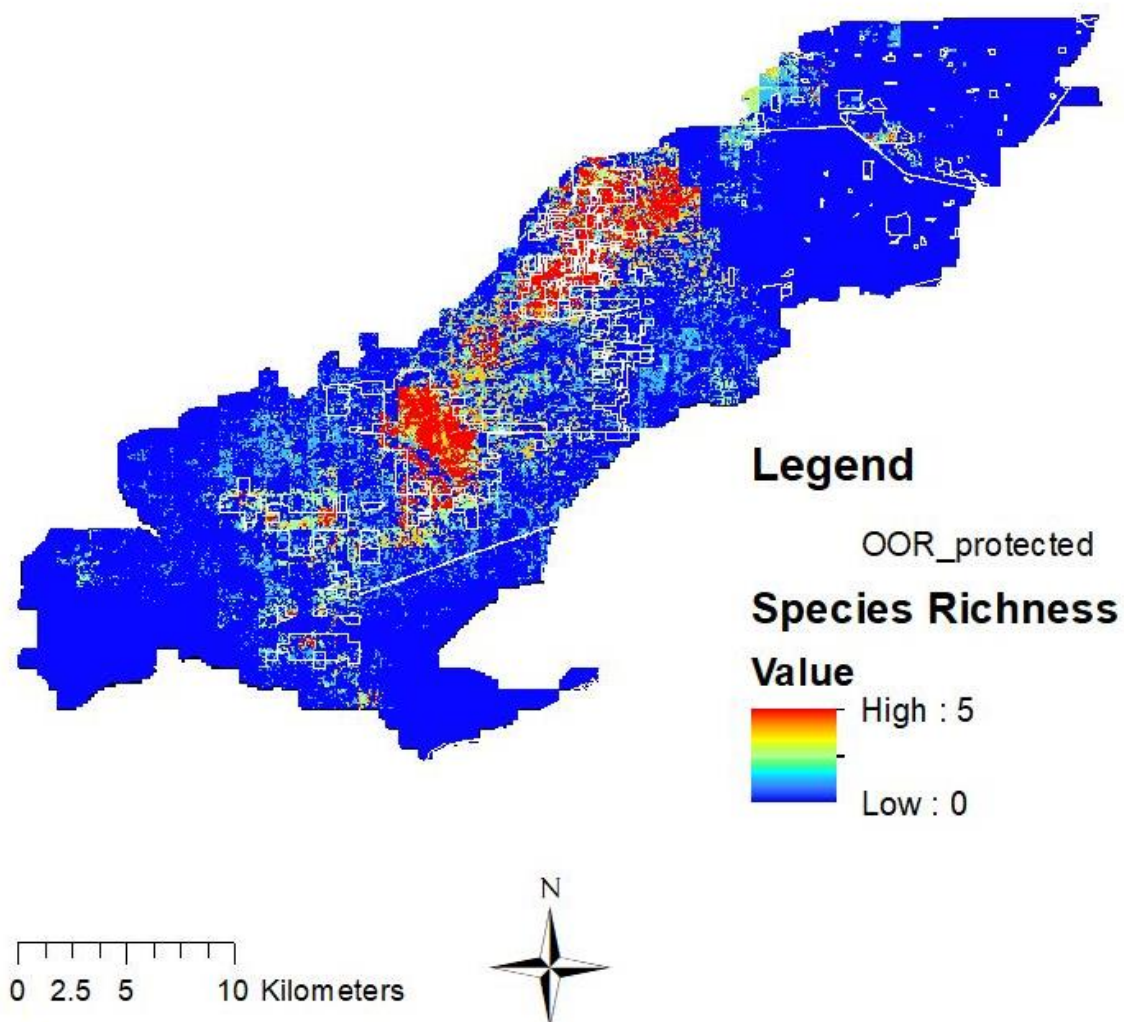 Legend
OOR_protected
Species Richness
Value
High : 5
Low : 0
N
0 2.5 5 10 Kilometers